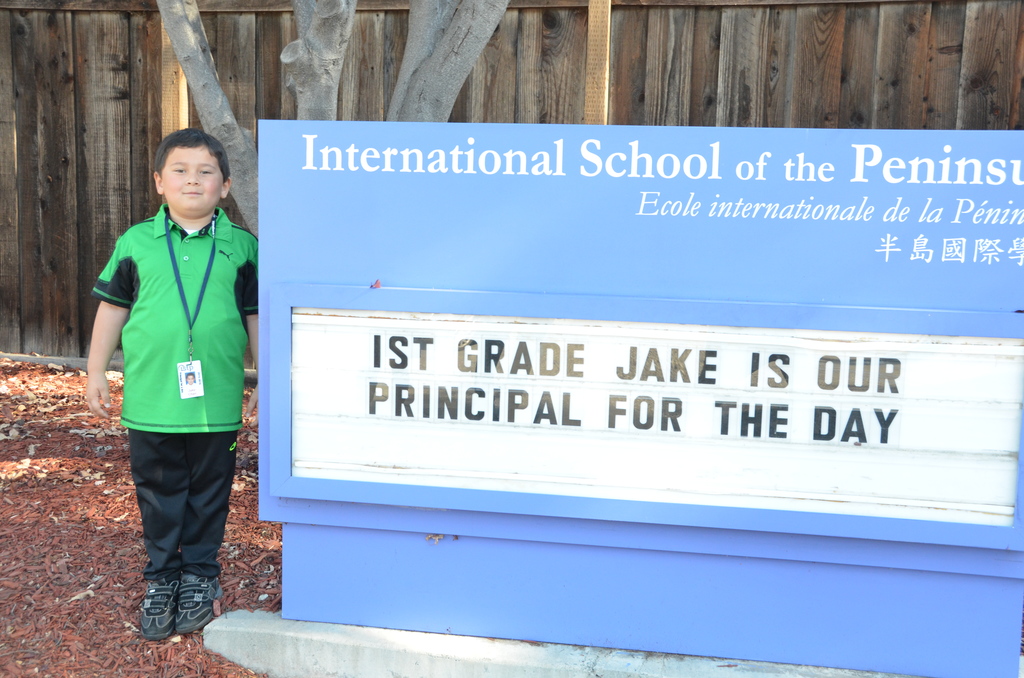 International School of the Peninsu
Ecole internationale de la Pénin
半島國際學
1ST GRADE JAKE IS OUR
PRINCIPAL FOR THE DAY